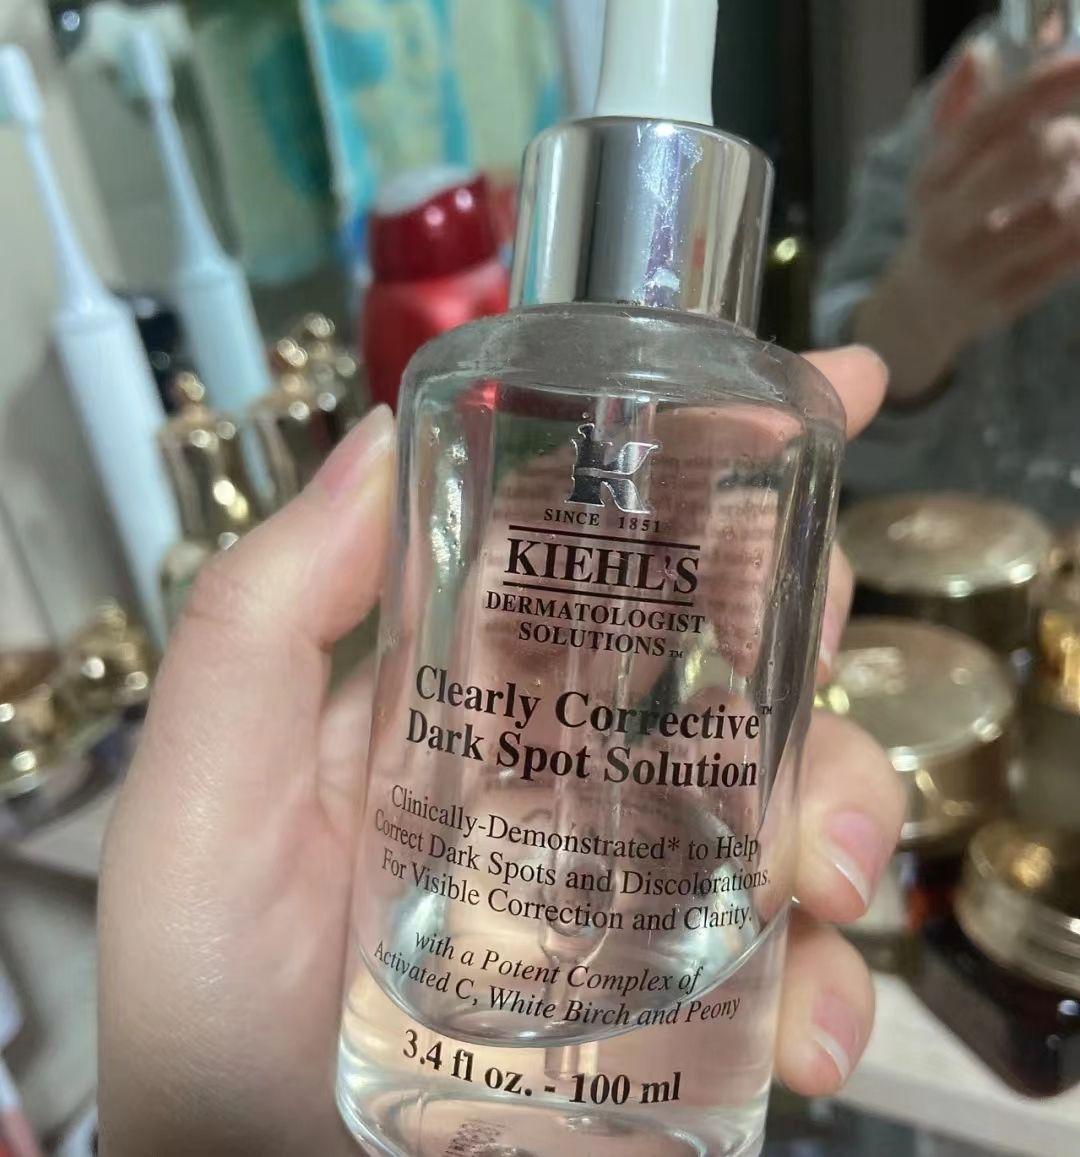 SINCE 1851
KIEHL'S
DERMATOLOGIST
SOLUTIONS™
Clearly Corrective™
Dark Spot Solution
Clinically-Demonstrated* to Help
Correct Dark Spots and Discolorations.
For Visible Correction and Clarity.
with a Potent Complex of
Activated C, White Birch and Peony
3.4 fl oz. - 100 ml